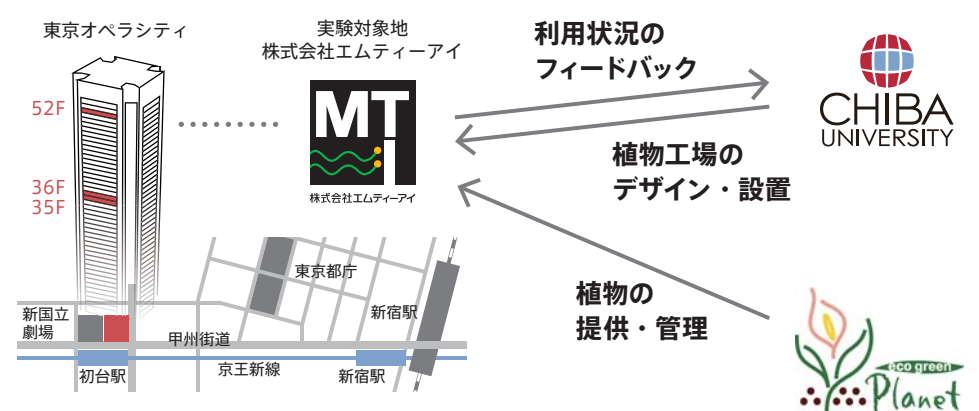 東京オペラシティ
52F
36F
35F
実験対象地
株式会社エムティーアイ
MTI
株式会社エムティーアイ
利用状況の
フィードバック
CHIBA
UNIVERSITY
植物工場の
デザイン・設置
植物の
提供・管理
eco green
Planet
東京都庁
新国立
劇場
新宿駅
甲州街道
初台駅
京王新線
新宿駅